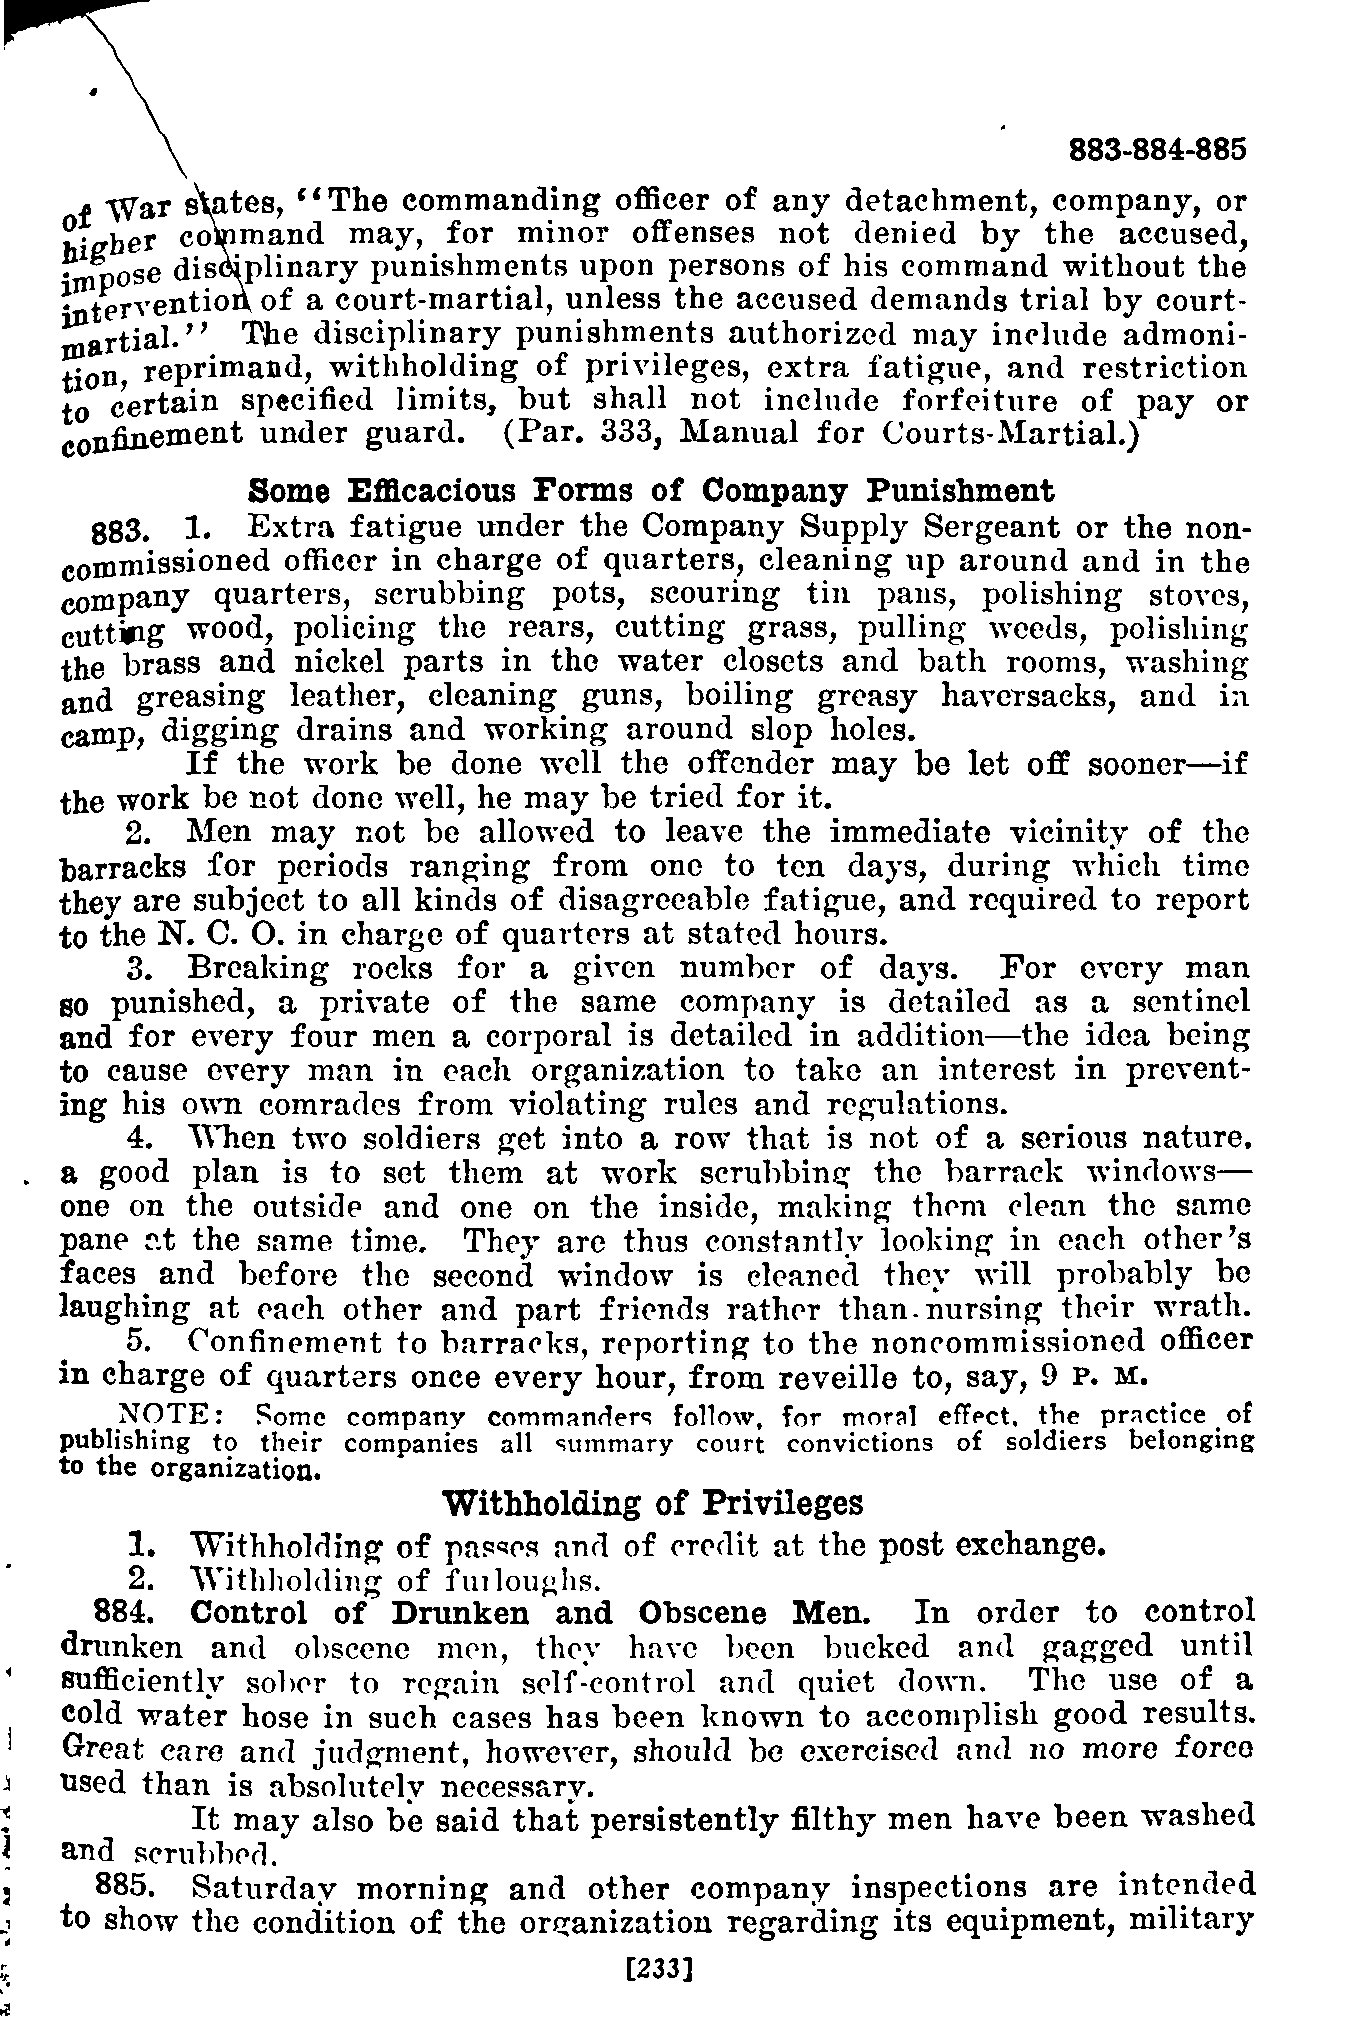 883-884-885
of War states, "The commanding officer of any detachment, company, or
higher command may, for minor offenses not denied by the accused,
impose disciplinary punishments upon persons of his command without the
intervention of a court-martial, unless the accused demands trial by court-
martial." The disciplinary punishments authorized may include admoni-
tion, reprimand, withholding of privileges, extra fatigue, and restriction
to certain specified limits, but shall not include forfeiture of pay or
confinement under guard. (Par. 333, Manual for Courts-Martial.)
Some Efficacious Forms of Company Punishment
883. 1. Extra fatigue under the Company Supply Sergeant or the non-
commissioned officer in charge of quarters, cleaning up around and in the
company quarters, scrubbing pots, scouring tin pans, polishing stoves,
cutting wood, policing the rears, cutting grass, pulling weeds, polishing
the brass and nickel parts in the water closets and bath rooms, washing
and greasing leather, cleaning guns, boiling greasy haversacks, and in
camp, digging drains and working around slop holes.
If the work be done well the offender may be let off sooner—if
the work be not done well, he may be tried for it.
2. Men may not be allowed to leave the immediate vicinity of the
barracks for periods ranging from one to ten days, during which time
they are subject to all kinds of disagreeable fatigue, and required to report
to the N. C. O. in charge of quarters at stated hours.
3. Breaking rocks for a given number of days. For every man
so punished, a private of the same company is detailed as a sentinel
and for every four men a corporal is detailed in addition—the idea being
to cause every man in each organization to take an interest in prevent-
ing his own comrades from violating rules and regulations.
4. When two soldiers get into a row that is not of a serious nature,
a good plan is to set them at work scrubbing the barrack windows—
one on the outside and one on the inside, making them clean the same
pane at the same time. They are thus constantly looking in each other's
faces and before the second window is cleaned they will probably be
laughing at each other and part friends rather than nursing their wrath.
5. Confinement to barracks, reporting to the noncommissioned officer
in charge of quarters once every hour, from reveille to, say, 9 P. M.
NOTE: Some company commanders follow, for moral effect, the practice of
publishing to their companies all summary court convictions of soldiers belonging
to the organization.
Withholding of Privileges
1. Withholding of passes and of credit at the post exchange.
2. Withholding of furloughs.
884. Control of Drunken and Obscene Men. In order to control
drunken and obscene men, they have been bucked and gagged until
sufficiently sober to regain self-control and quiet down. The use of a
cold water hose in such cases has been known to accomplish good results.
Great care and judgment, however, should be exercised and no more force
used than is absolutely necessary.
It may also be said that persistently filthy men have been washed
and scrubbed.
885. Saturday morning and other company inspections are intended
to show the condition of the organization regarding its equipment, military
[233]